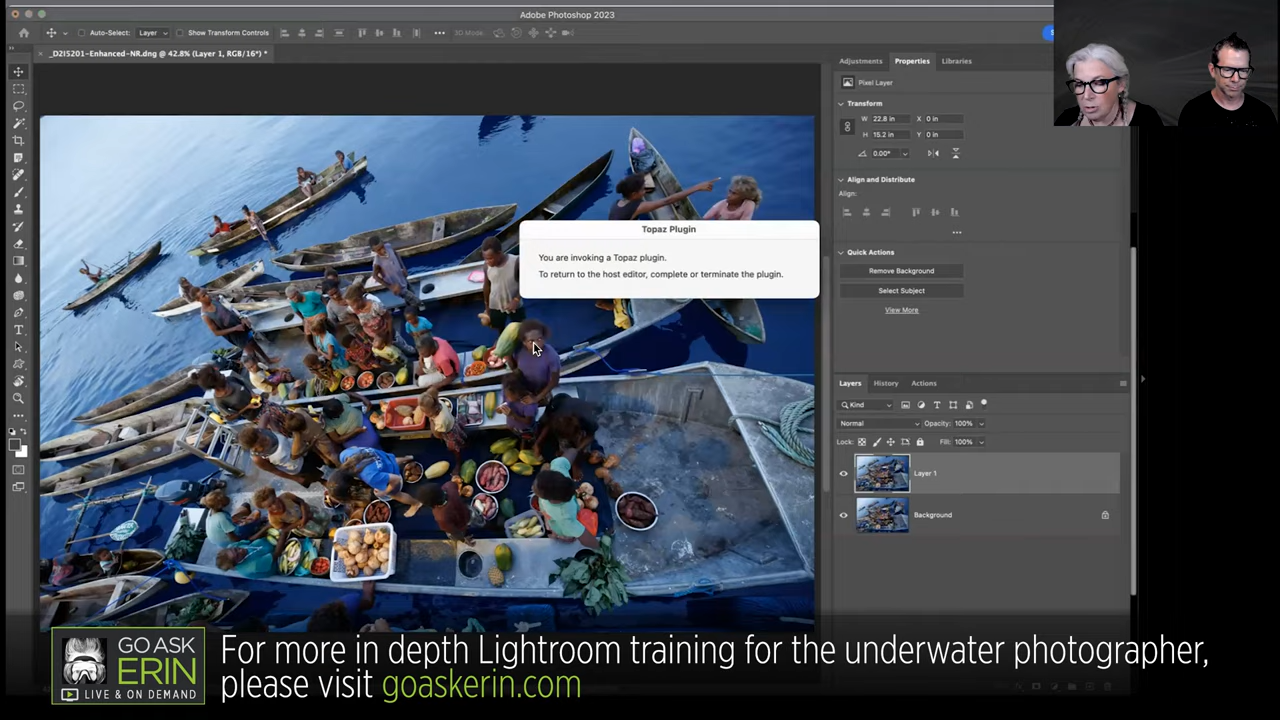 Adobe Photoshop 2023
Auto-Select: Layer Show Transform Controls 3D Mode:
_D2I5201-Enhanced-NR.dng @ 42.8% (Layer 1, RGB/16*) *
Adjustments Properties Libraries
Pixel Layer
Transform
W 22.8 in X 0 in
H 15.2 in Y 0 in
0.00°
Align and Distribute
Align:
Quick Actions
Remove Background
Select Subject
View More
Topaz Plugin
You are invoking a Topaz plugin.
To return to the host editor, complete or terminate the plugin.
Layers History Actions
Kind
Normal Opacity: 100%
Lock: Fill: 100%
Layer 1
Background
GO ASK
ERIN
LIVE & ON DEMAND
For more in depth Lightroom training for the underwater photographer,
please visit goaskerin.com